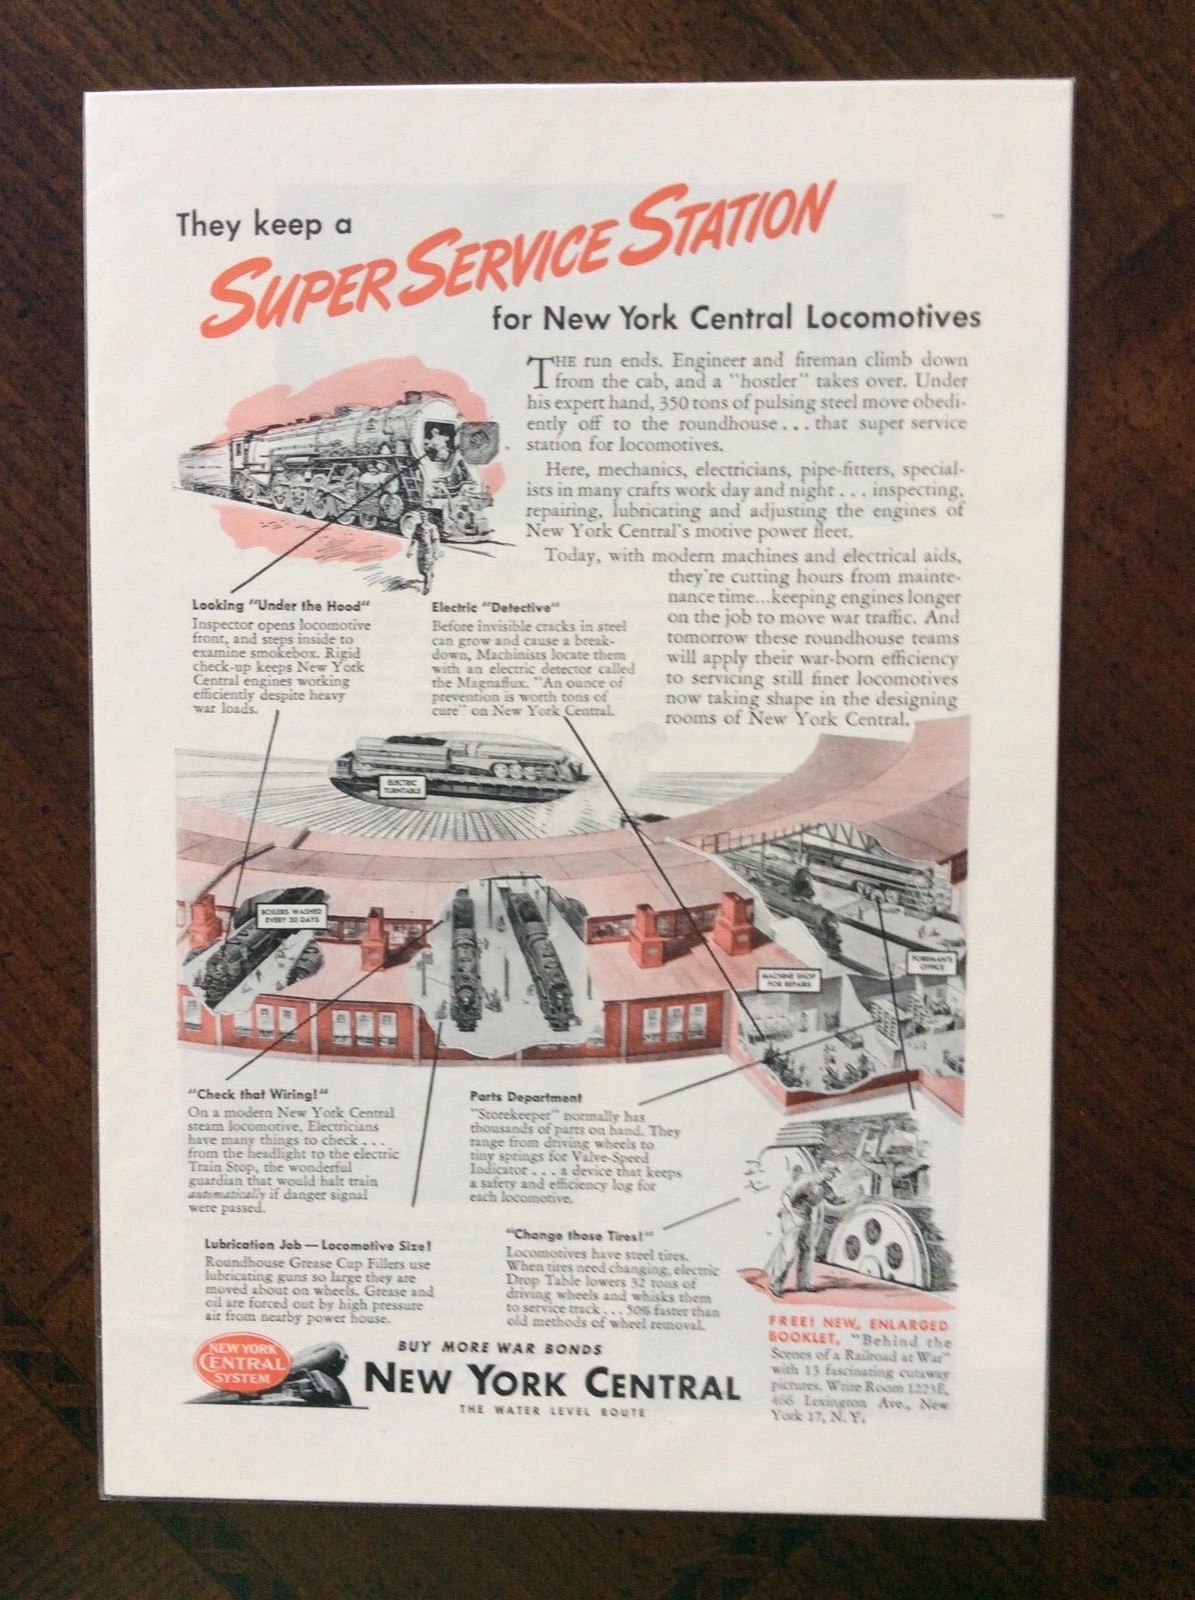 They keep a
SUPER SERVICE STATION
for New York Central Locomotives
THE run ends. Engineer and fireman climb down
from the cab, and a "hostler" takes over. Under
his expert hand, 350 tons of pulsing steel move obedi-
ently off to the roundhouse . . . that super service
station for locomotives.
Here, mechanics, electricians, pipe-fitters, special-
ists in many crafts work day and night . . . inspecting,
repairing, lubricating and adjusting the engines of
New York Central's motive power fleet.
Today, with modern machines and electrical aids,
they're cutting hours from mainte-
nance time...keeping engines longer
on the job to move war traffic. And
tomorrow these roundhouse teams
will apply their war-born efficiency
to servicing still finer locomotives
now taking shape in the designing
rooms of New York Central.
Looking "Under the Hood"
Inspector opens locomotive
front, and steps inside to
examine smokebox. Rigid
check-up keeps New York
Central engines working
efficiently despite heavy
war loads.
Electric "Detective"
Before invisible cracks in steel
can grow and cause a break-
down, Machinists locate them
with an electric detector called
the Magnaflux. "An ounce of
prevention is worth tons of
cure" on New York Central.
ELECTRIC
TURNTABLE
BOILERS WASHED
EVERY 30 DAYS
MACHINE SHOP
FOR REPAIRS
FOREMAN'S
OFFICE
"Check that Wiring!"
On a modern New York Central
steam locomotive, Electricians
have many things to check . . .
from the headlight to the electric
Train Stop, the wonderful
guardian that would halt train
automatically if danger signal
were passed.
Parts Department
"Storekeeper" normally has
thousands of parts on hand. They
range from driving wheels to
tiny springs for Valve-Speed
Indicator . . . a device that keeps
a safety and efficiency log for
each locomotive.
Lubrication Job — Locomotive Size!
Roundhouse Grease Cup Fillers use
lubricating guns so large they are
moved about on wheels. Grease and
oil are forced out by high pressure
air from nearby power house.
"Change those Tires!"
Locomotives have steel tires.
When tires need changing, electric
Drop Table lowers 32 tons of
driving wheels and whisks them
to service track . . . 50% faster than
old methods of wheel removal.
FREE! NEW, ENLARGED
BOOKLET, "Behind the
Scenes of a Railroad at War"
with 13 fascinating cutaway
pictures. Write Room 1223E,
466 Lexington Ave., New
York 17, N. Y.
NEW YORK
CENTRAL
SYSTEM
BUY MORE WAR BONDS
NEW YORK CENTRAL
THE WATER LEVEL ROUTE